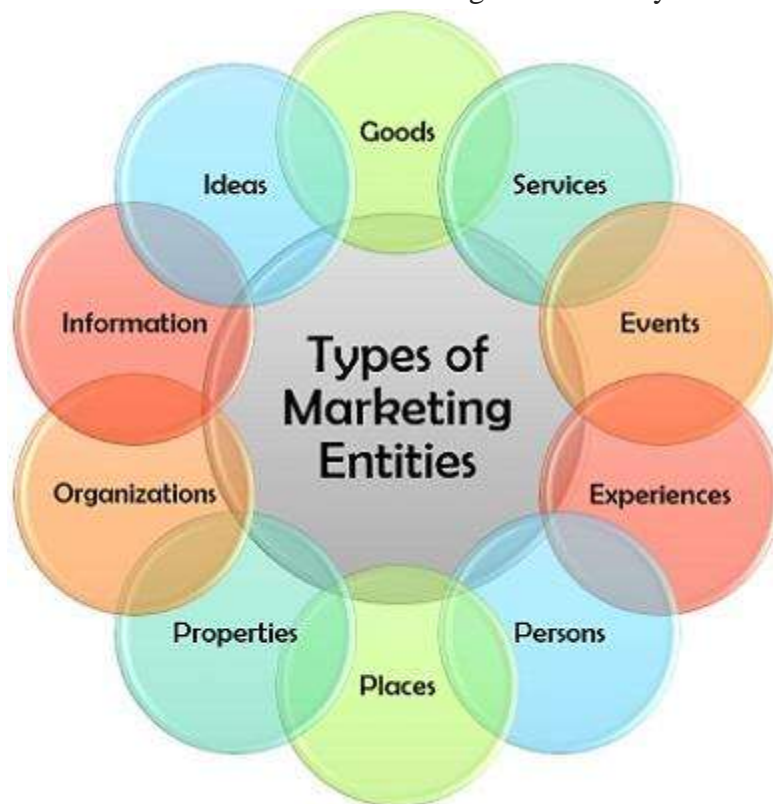 Goods
Services
Events
Experiences
Persons
Places
Properties
Organizations
Information
Ideas
Types of
Marketing
Entities